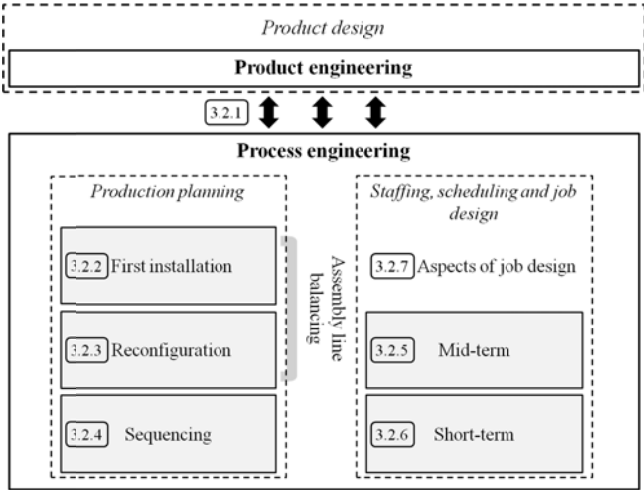 Product design
Product engineering
3.2.1
Process engineering
Production planning
3.2.2 First installation
3.2.3 Reconfiguration
3.2.4 Sequencing
Assembly line
balancing
Staffing, scheduling and job
design
3.2.7 Aspects of job design
3.2.5 Mid-term
3.2.6 Short-term